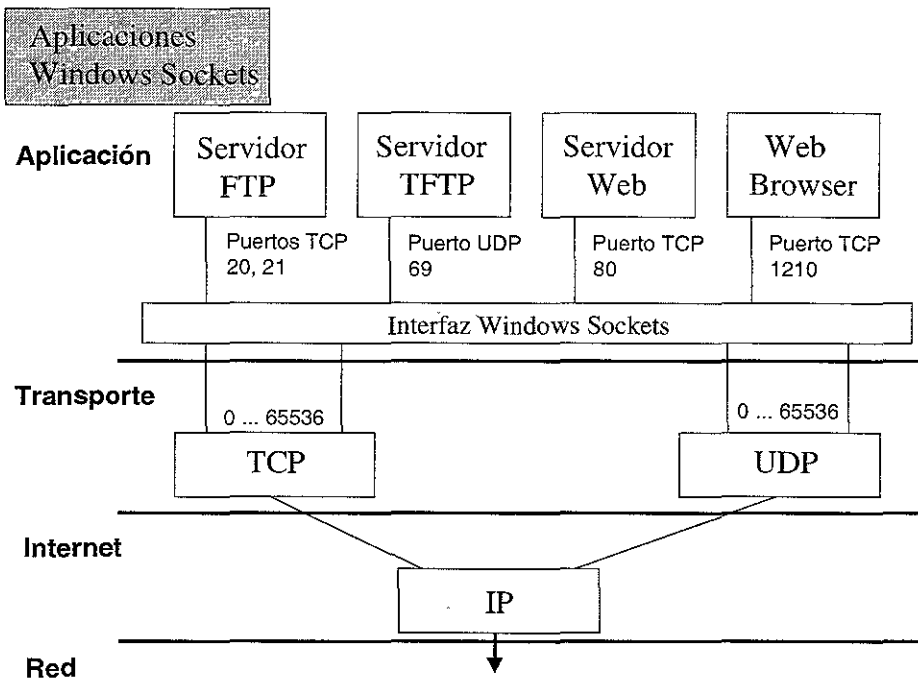 Aplicaciones
Windows Sockets
Aplicación
Servidor
FTP
Servidor
TFTP
Servidor
Web
Web
Browser
Puertos TCP
20, 21
Puerto UDP
69
Puerto TCP
80
Puerto TCP
1210
Interfaz Windows Sockets
Transporte
0 ... 65536
0 ... 65536
TCP
UDP
Internet
IP
Red